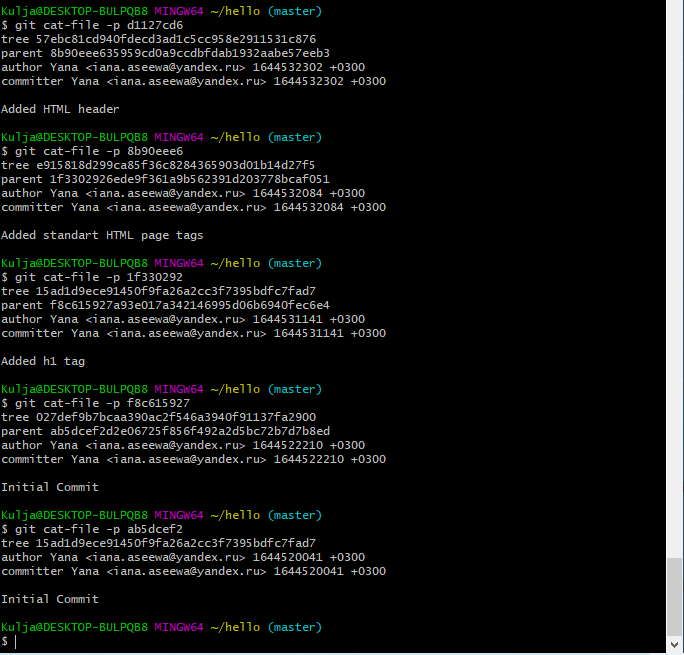 Kulja@DESKTOP-BULPQB8 MINGW64 ~/hello (master)
$ git cat-file -p d1127cd6
tree 57ebc81cd940fdecd3ad1c5cc958e2911531c876
parent 8b90eee635959cd0a9ccdbfdab1932aabe57eeb3
author Yana <iana.aseewa@yandex.ru> 1644532302 +0300
committer Yana <iana.aseewa@yandex.ru> 1644532302 +0300

Added HTML header

Kulja@DESKTOP-BULPQB8 MINGW64 ~/hello (master)
$ git cat-file -p 8b90eee6
tree e915818d299ca85f36c8284365903d01b14d27f5
parent 1f3302926ede9f361a9b562391d203778bcaf051
author Yana <iana.aseewa@yandex.ru> 1644532084 +0300
committer Yana <iana.aseewa@yandex.ru> 1644532084 +0300

Added standart HTML page tags

Kulja@DESKTOP-BULPQB8 MINGW64 ~/hello (master)
$ git cat-file -p 1f330292
tree 15ad1d9ece91450f9fa26a2cc3f7395bdfc7fad7
parent f8c615927a93e017a342146995d06b6940fec6e4
author Yana <iana.aseewa@yandex.ru> 1644531141 +0300
committer Yana <iana.aseewa@yandex.ru> 1644531141 +0300

Added h1 tag

Kulja@DESKTOP-BULPQB8 MINGW64 ~/hello (master)
$ git cat-file -p f8c615927
tree 027def9b7bcaa390ac2f546a3940f91137fa2900
parent ab5dcef2d2e06725f856f492a2d5bc72b7d7b8ed
author Yana <iana.aseewa@yandex.ru> 1644522210 +0300
committer Yana <iana.aseewa@yandex.ru> 1644522210 +0300

Initial Commit

Kulja@DESKTOP-BULPQB8 MINGW64 ~/hello (master)
$ git cat-file -p ab5dcef2
tree 15ad1d9ece91450f9fa26a2cc3f7395bdfc7fad7
author Yana <iana.aseewa@yandex.ru> 1644520041 +0300
committer Yana <iana.aseewa@yandex.ru> 1644520041 +0300

Initial Commit

Kulja@DESKTOP-BULPQB8 MINGW64 ~/hello (master)
$